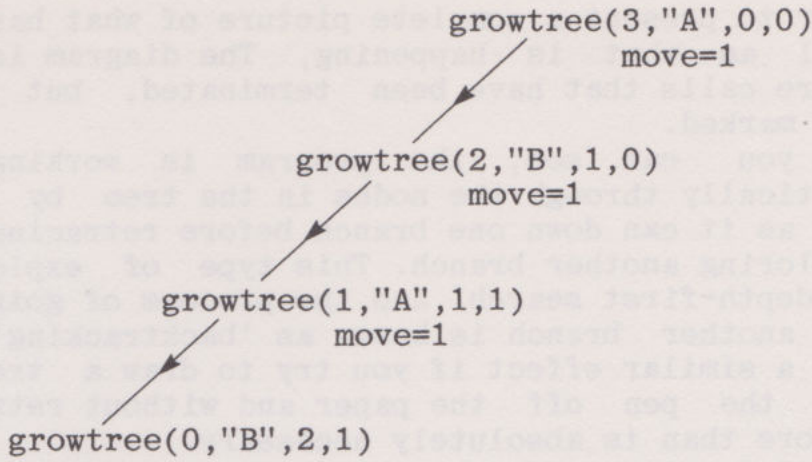 growtree(3,"A",0,0)
move=1
growtree(2,"B",1,0)
move=1
growtree(1,"A",1,1)
move=1
growtree(0,"B",2,1)